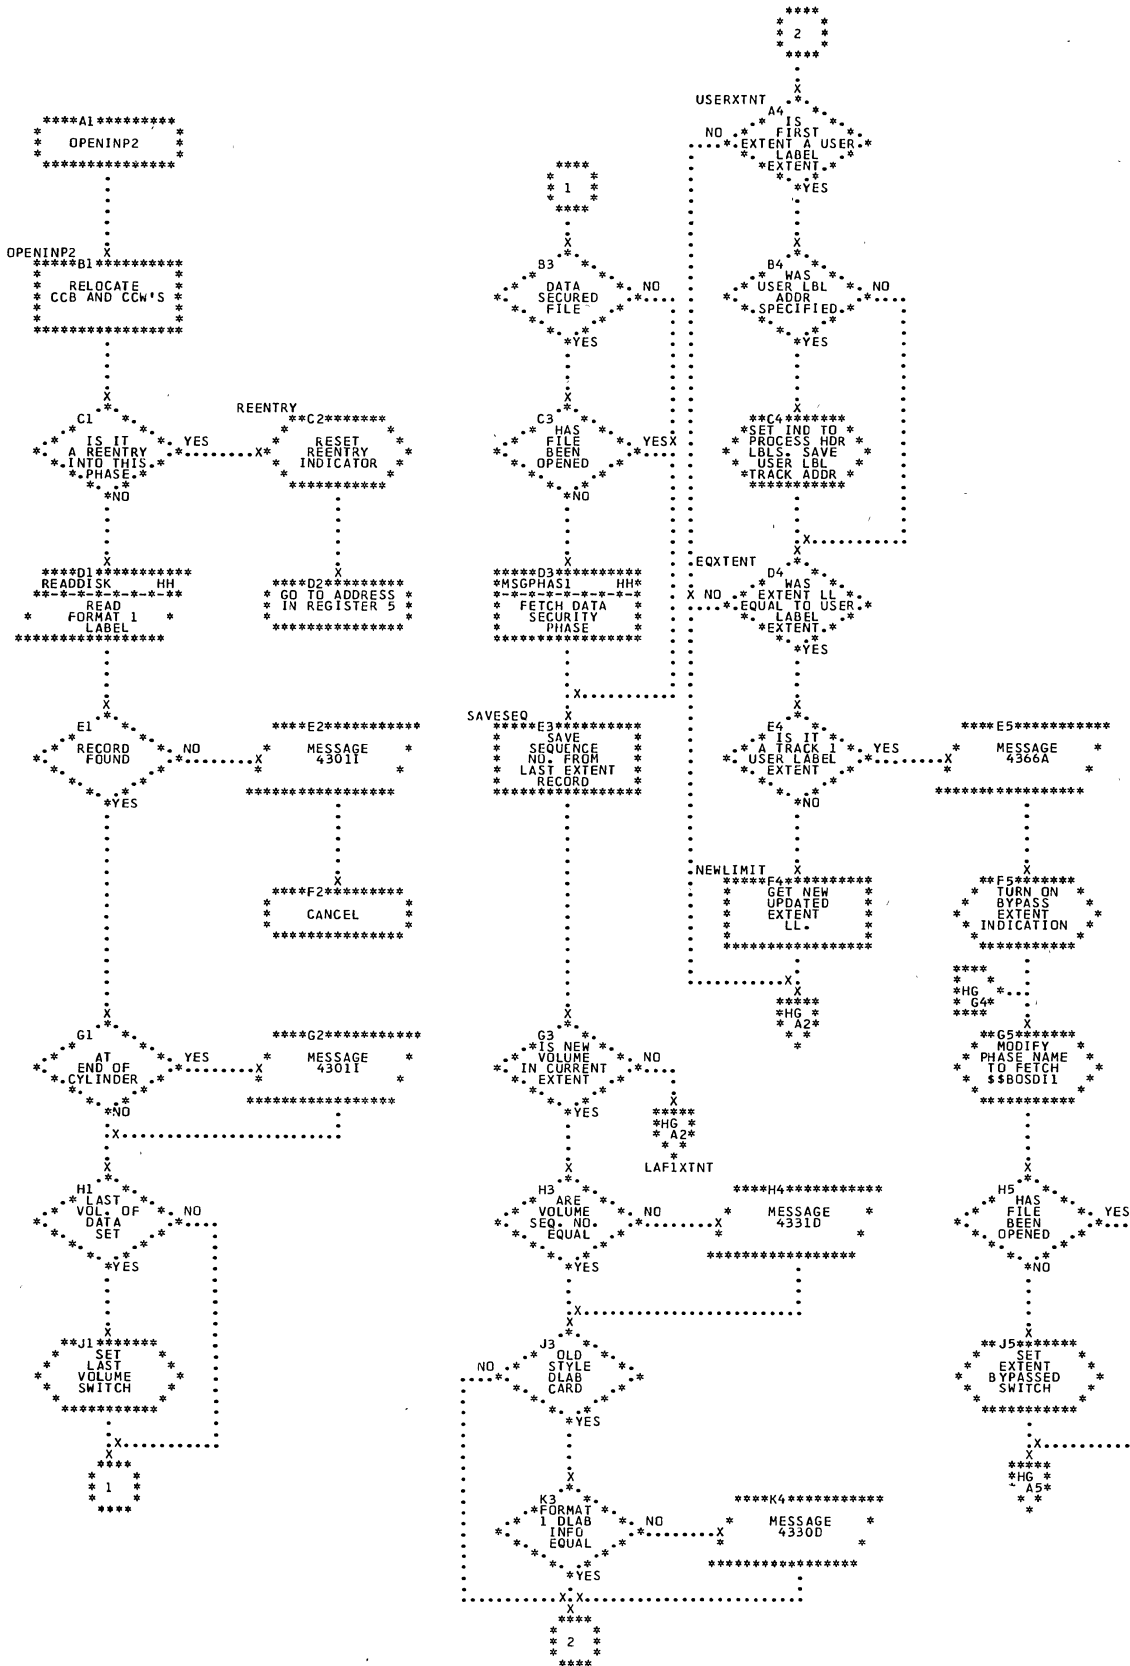 A1
OPENINP2
OPENINP2
B1
RELOCATE
CCB AND CCW'S
C1
IS IT
A REENTRY
INTO THIS
PHASE
YES
NO
REENTRY
C2
RESET
REENTRY
INDICATOR
D1
READDISK HH
READ
FORMAT 1
LABEL
D2
GO TO ADDRESS
IN REGISTER 5
E1
RECORD
FOUND
NO
YES
E2
MESSAGE
4301I
F2
CANCEL
G1
AT
END OF
CYLINDER
YES
NO
G2
MESSAGE
4301I
H1
LAST
VOL. OF
DATA
SET
NO
YES
J1
SET
LAST
VOLUME
SWITCH
1
1
B3
DATA
SECURED
FILE
NO
YES
C3
HAS
FILE
BEEN
OPENED
YES
NO
D3
MSGPHAS1 HH
FETCH DATA
SECURITY
PHASE
SAVESEQ
E3
SAVE
SEQUENCE
NO. FROM
LAST EXTENT
RECORD
G3
IS NEW
VOLUME
IN CURRENT
EXTENT
NO
YES
HG
A2
LAF1XTNT
H3
ARE
VOLUME
SEQ. NO.
EQUAL
NO
YES
H4
MESSAGE
4331D
J3
OLD
STYLE
DLAB
CARD
NO
YES
K3
FORMAT
1 DLAB
INFO
EQUAL
NO
YES
K4
MESSAGE
4330D
2
2
USERXTNT
A4
IS
FIRST
EXTENT A USER
LABEL
EXTENT
NO
YES
B4
WAS
USER LBL
ADDR
SPECIFIED
NO
YES
C4
SET IND TO
PROCESS HDR
LBLS. SAVE
USER LBL
TRACK ADDR
EQXTENT
D4
WAS
EXTENT LL
EQUAL TO USER
LABEL
EXTENT
NO
YES
E4
IS IT
A TRACK 1
USER LABEL
EXTENT
YES
NO
E5
MESSAGE
4366A
NEWLIMIT
F4
GET NEW
UPDATED
EXTENT
LL.
HG
A2
F5
TURN ON
BYPASS
EXTENT
INDICATION
HG
G4
G5
MODIFY
PHASE NAME
TO FETCH
$$BOSDI1
H5
HAS
FILE
BEEN
OPENED
YES
NO
J5
SET
EXTENT
BYPASSED
SWITCH
HG
A5